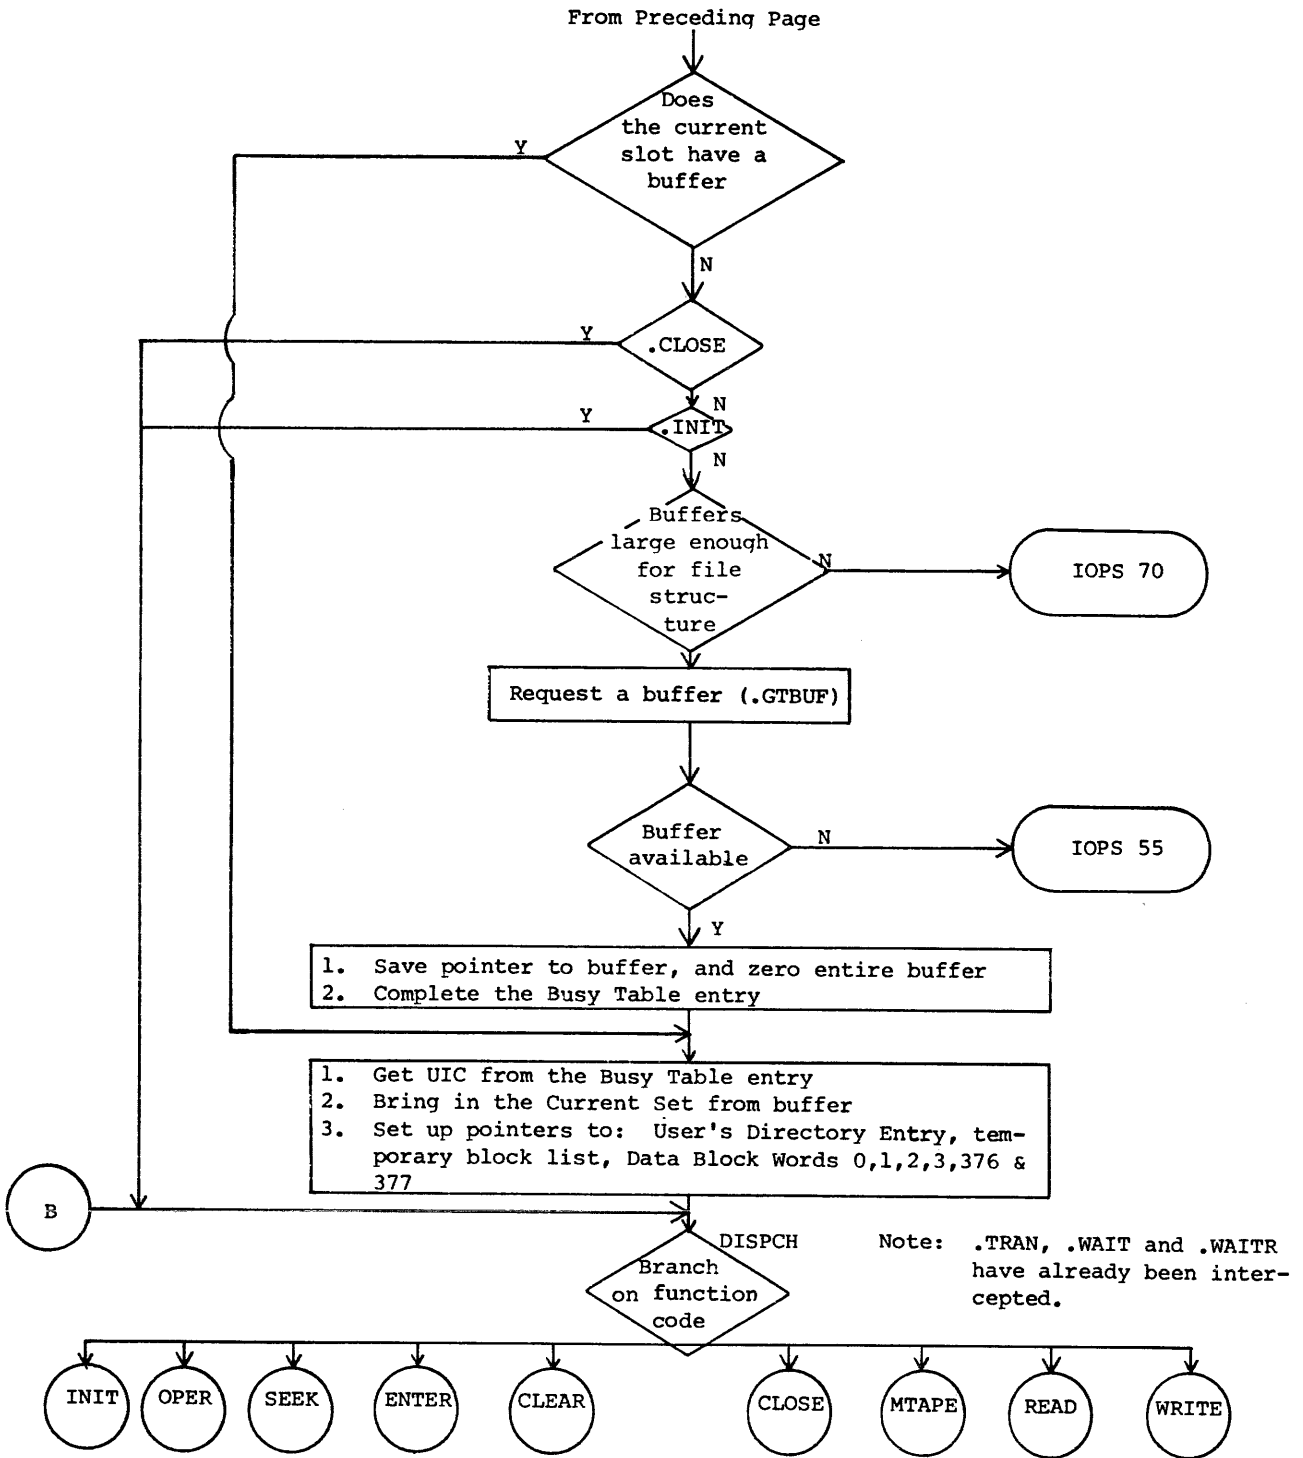 From Preceding Page
Does
the current
slot have a
buffer
Y
N
.CLOSE
Y
N
.INIT
Y
N
Buffers
large enough
for file
struc-
ture
N
IOPS 70
Request a buffer (.GTBUF)
Buffer
available
N
IOPS 55
Y
1. Save pointer to buffer, and zero entire buffer
2. Complete the Busy Table entry
1. Get UIC from the Busy Table entry
2. Bring in the Current Set from buffer
3. Set up pointers to: User's Directory Entry, tem-
porary block list, Data Block Words 0,1,2,3,376 &
377
B
DISPCH
Branch
on function
code
Note: .TRAN, .WAIT and .WAITR
have already been inter-
cepted.
INIT
OPER
SEEK
ENTER
CLEAR
CLOSE
MTAPE
READ
WRITE